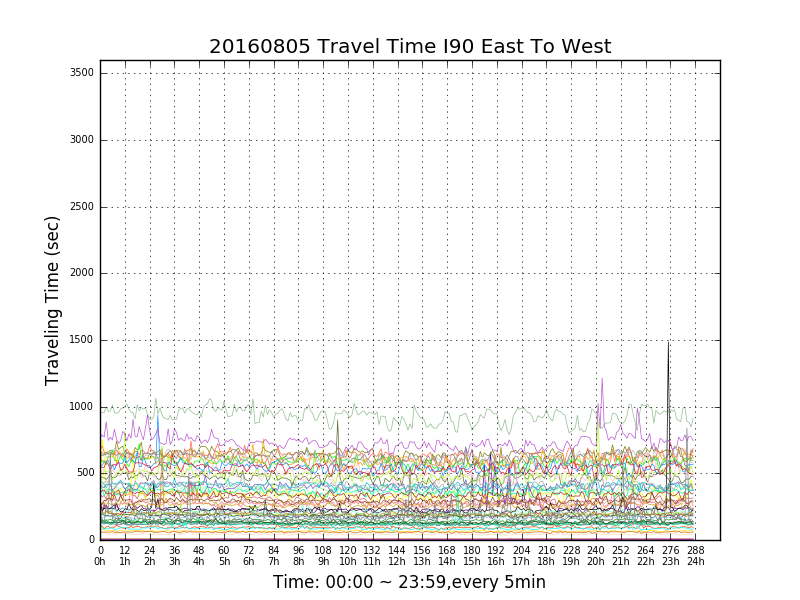 20160805 Travel Time I90 East To West
3500
3000
2500
2000
1500
1000
500
0
Traveling Time (sec)
0 12 24 36 48 60 72 84 96 108 120 132 144 156 168 180 192 204 216 228 240 252 264 276 288
0h 1h 2h 3h 4h 5h 6h 7h 8h 9h 10h 11h 12h 13h 14h 15h 16h 17h 18h 19h 20h 21h 22h 23h 24h
Time: 00:00 ~ 23:59,every 5min